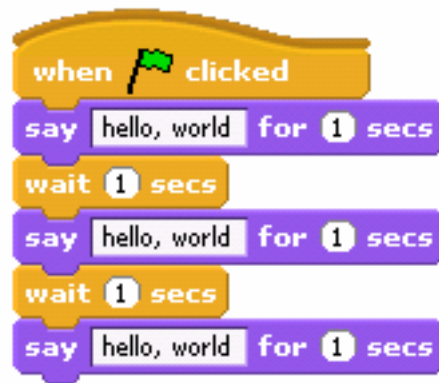 when clicked
say hello, world for 1 secs
wait 1 secs
say hello, world for 1 secs
wait 1 secs
say hello, world for 1 secs